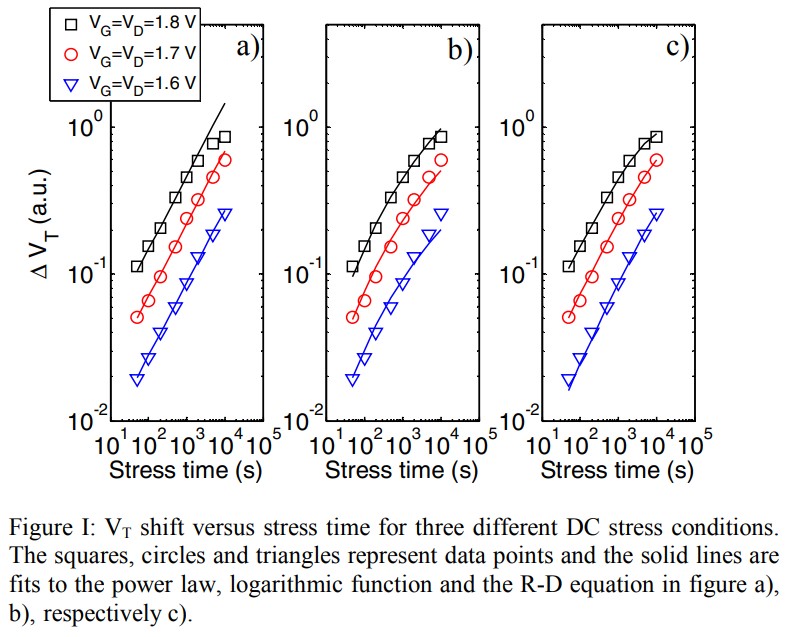 V_G=V_D=1.8 V
V_G=V_D=1.7 V
V_G=V_D=1.6 V
a)
b)
c)
Δ V_T (a.u.)
10^0
10^-1
10^-2
10^1 10^2 10^3 10^4 10^5
Stress time (s)
10^0
10^-1
10^-2
10^1 10^2 10^3 10^4 10^5
Stress time (s)
10^0
10^-1
10^-2
10^1 10^2 10^3 10^4 10^5
Stress time (s)
Figure I: V_T shift versus stress time for three different DC stress conditions.
The squares, circles and triangles represent data points and the solid lines are
fits to the power law, logarithmic function and the R-D equation in figure a),
b), respectively c).